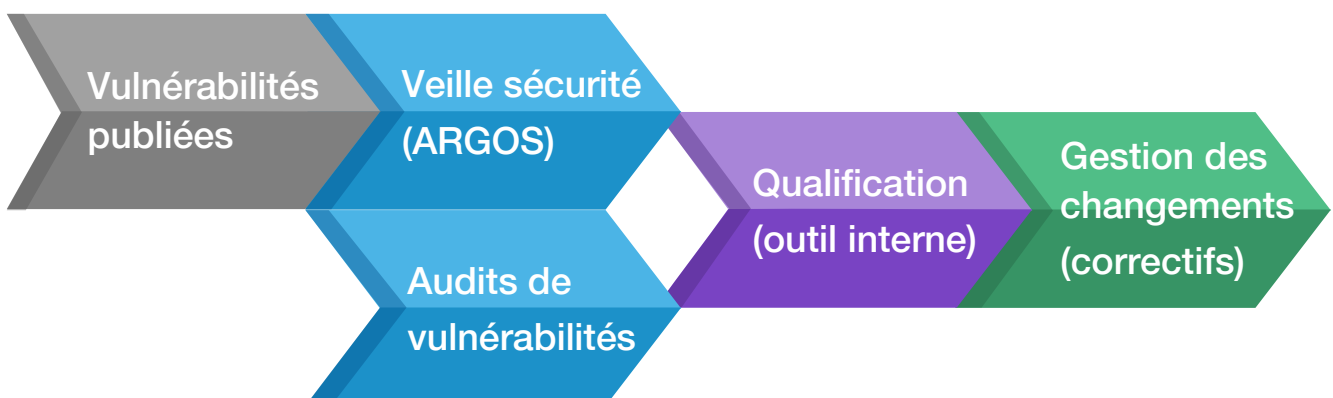 Vulnérabilités
publiées
Veille sécurité
(ARGOS)
Audits de
vulnérabilités
Qualification
(outil interne)
Gestion des
changements
(correctifs)